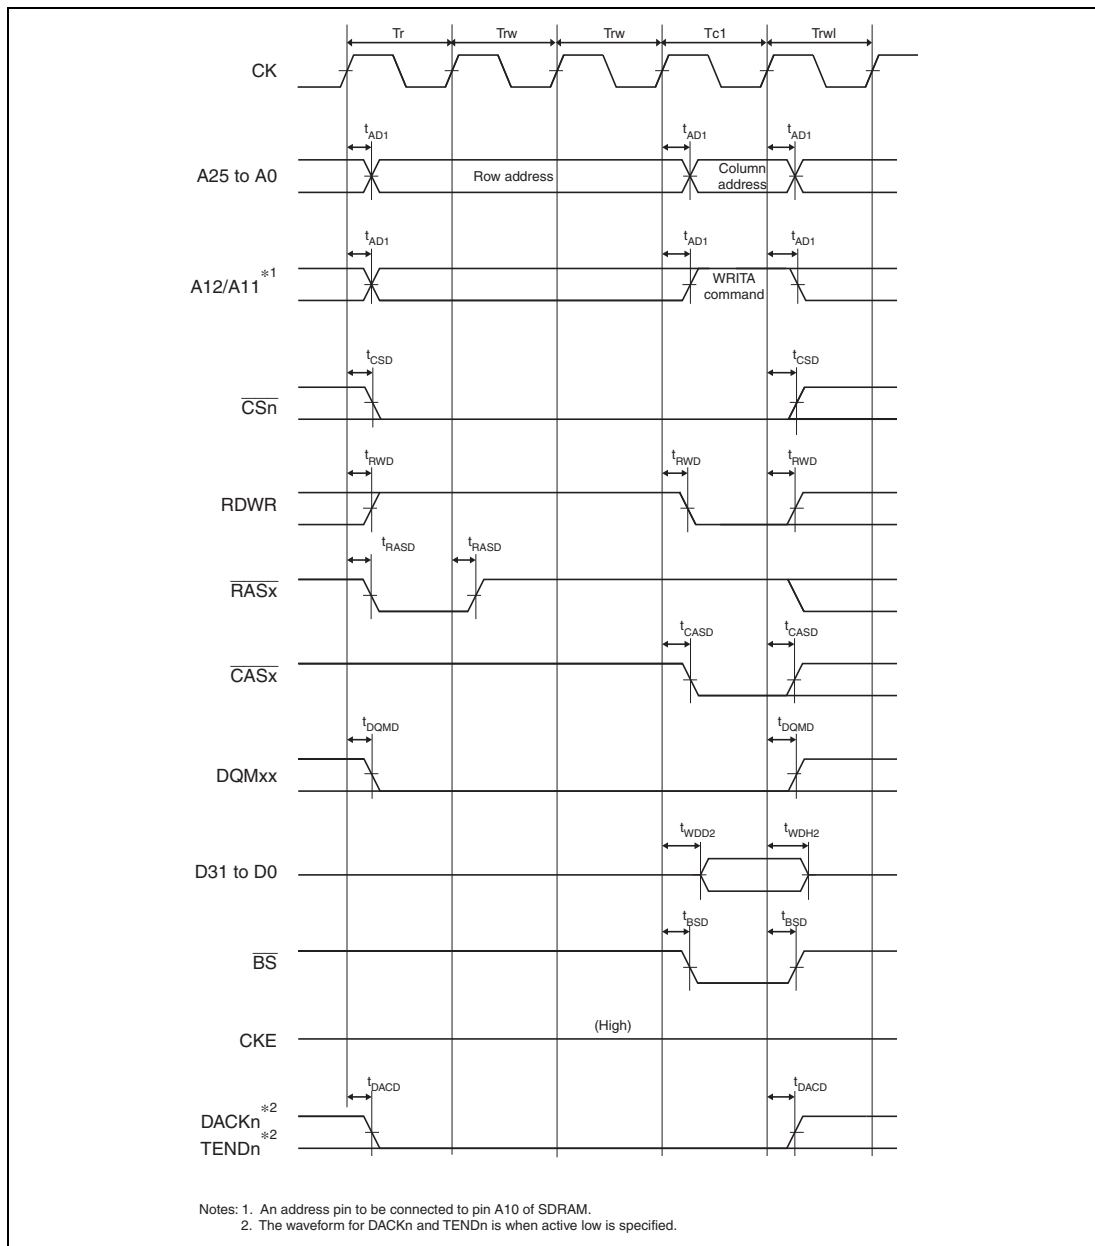 Tr Trw Trw Tc1 Trwl
CK
tAD1 tAD1 tAD1
A25 to A0
Row address
Column
address
tAD1 tAD1 tAD1
A12/A11*1
WRITA
command
tCSD tCSD
CSn
tRWD tRWD tRWD
RDWR
tRASD tRASD
RASx
tCASD tCASD
CASx
tDQMD tDQMD
DQMxx
tWDD2 tWDH2
D31 to D0
tBSD tBSD
BS
(High)
CKE
tDACD tDACD
DACKn*2
TENDn*2
Notes: 1. An address pin to be connected to pin A10 of SDRAM.
2. The waveform for DACKn and TENDn is when active low is specified.